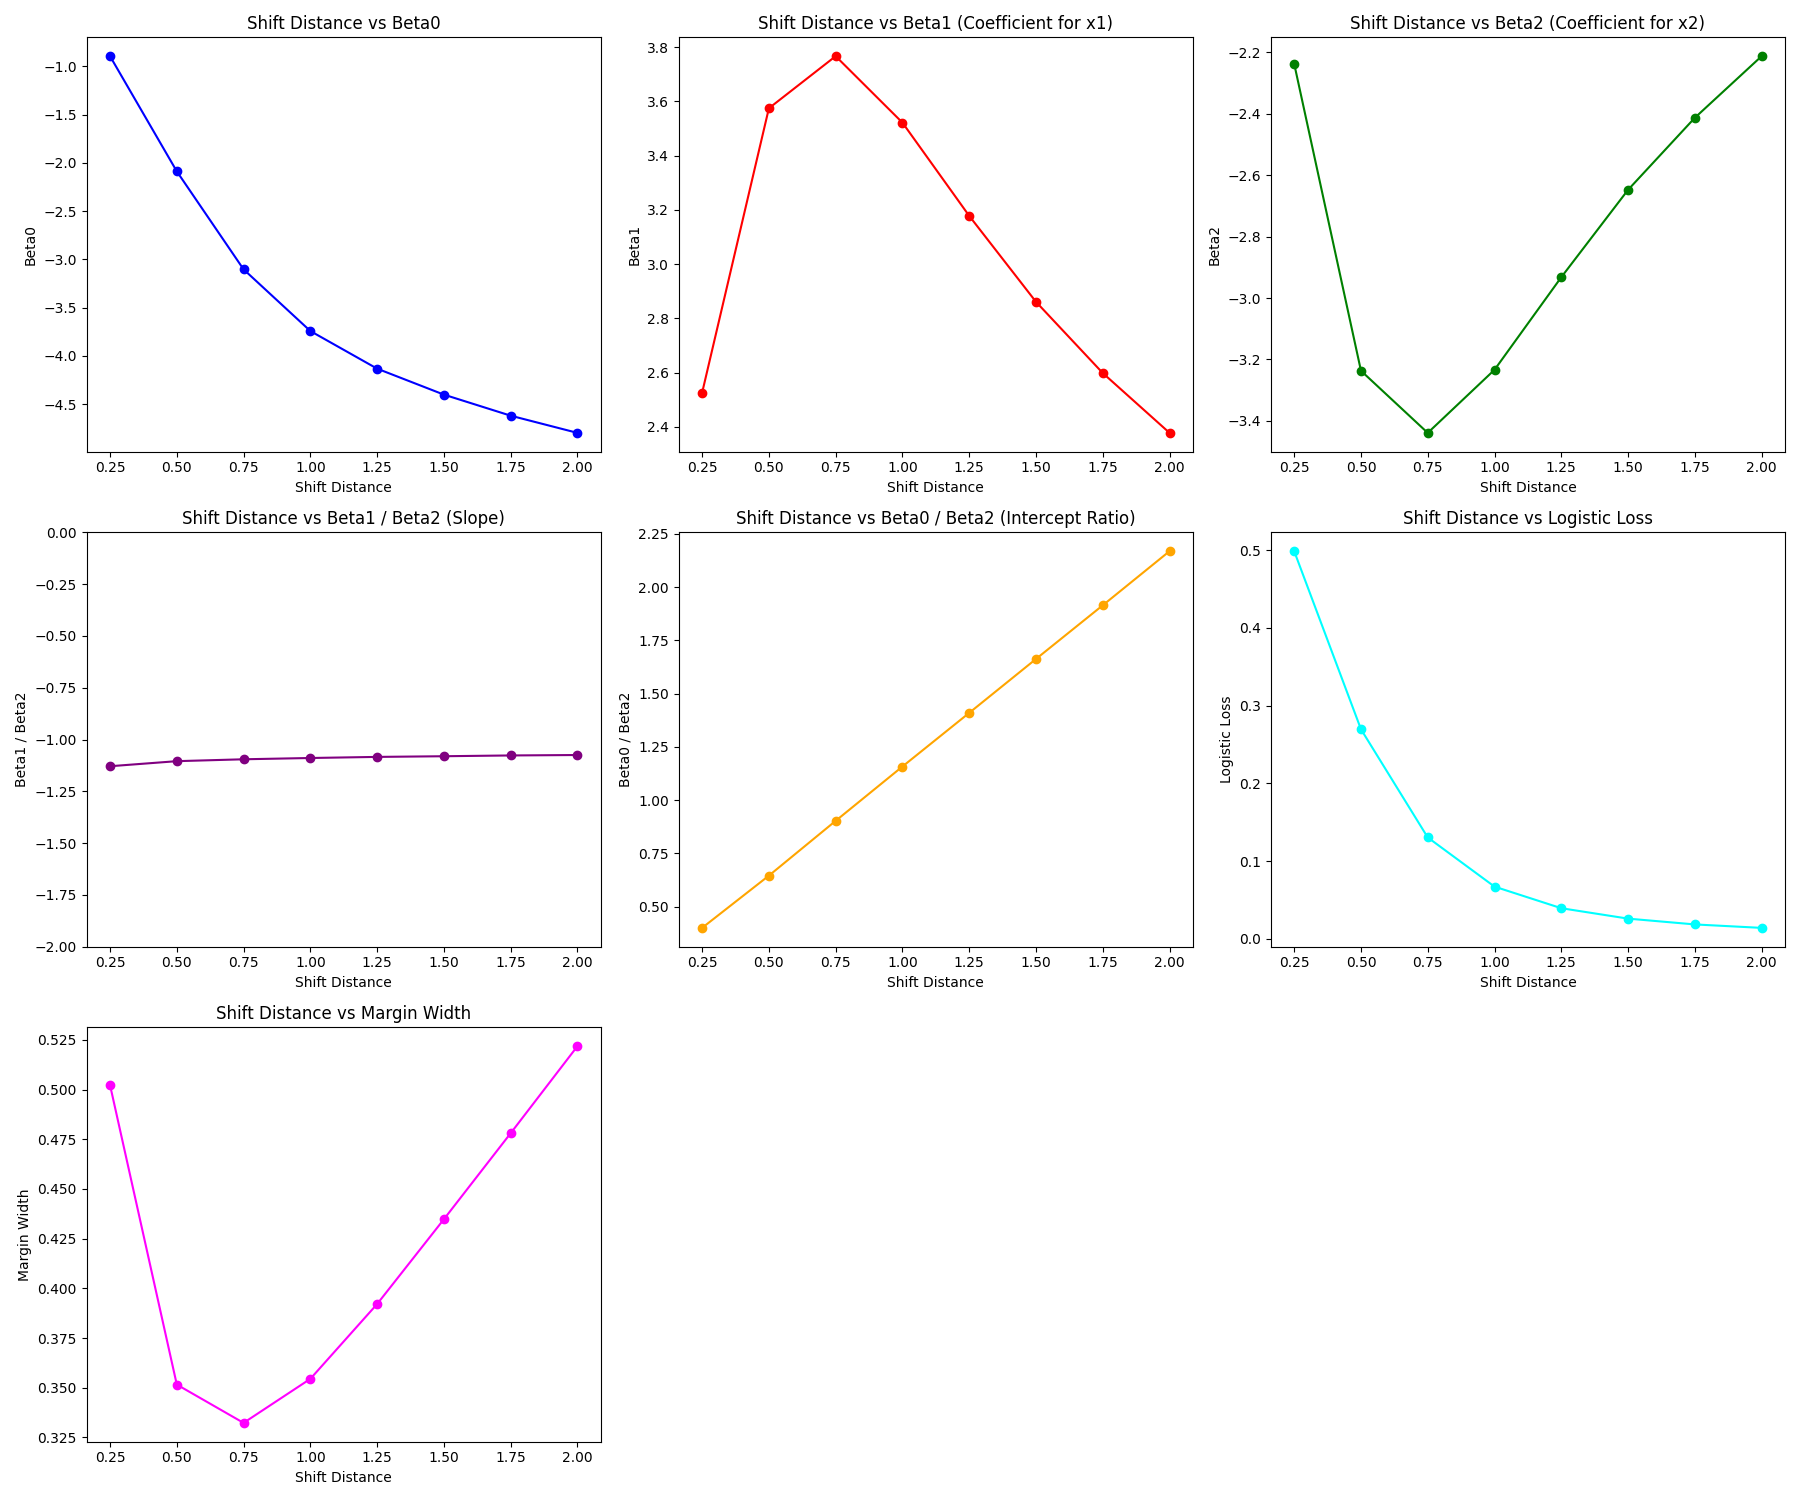 Shift Distance vs Beta0
Beta0
−1.0
−1.5
−2.0
−2.5
−3.0
−3.5
−4.0
−4.5
0.25 0.50 0.75 1.00 1.25 1.50 1.75 2.00
Shift Distance
Shift Distance vs Beta1 (Coefficient for x1)
Beta1
3.8
3.6
3.4
3.2
3.0
2.8
2.6
2.4
0.25 0.50 0.75 1.00 1.25 1.50 1.75 2.00
Shift Distance
Shift Distance vs Beta2 (Coefficient for x2)
Beta2
−2.2
−2.4
−2.6
−2.8
−3.0
−3.2
−3.4
0.25 0.50 0.75 1.00 1.25 1.50 1.75 2.00
Shift Distance
Shift Distance vs Beta1 / Beta2 (Slope)
Beta1 / Beta2
0.00
−0.25
−0.50
−0.75
−1.00
−1.25
−1.50
−1.75
−2.00
0.25 0.50 0.75 1.00 1.25 1.50 1.75 2.00
Shift Distance
Shift Distance vs Beta0 / Beta2 (Intercept Ratio)
Beta0 / Beta2
2.25
2.00
1.75
1.50
1.25
1.00
0.75
0.50
0.25 0.50 0.75 1.00 1.25 1.50 1.75 2.00
Shift Distance
Shift Distance vs Logistic Loss
Logistic Loss
0.5
0.4
0.3
0.2
0.1
0.0
0.25 0.50 0.75 1.00 1.25 1.50 1.75 2.00
Shift Distance
Shift Distance vs Margin Width
Margin Width
0.525
0.500
0.475
0.450
0.425
0.400
0.375
0.350
0.325
0.25 0.50 0.75 1.00 1.25 1.50 1.75 2.00
Shift Distance